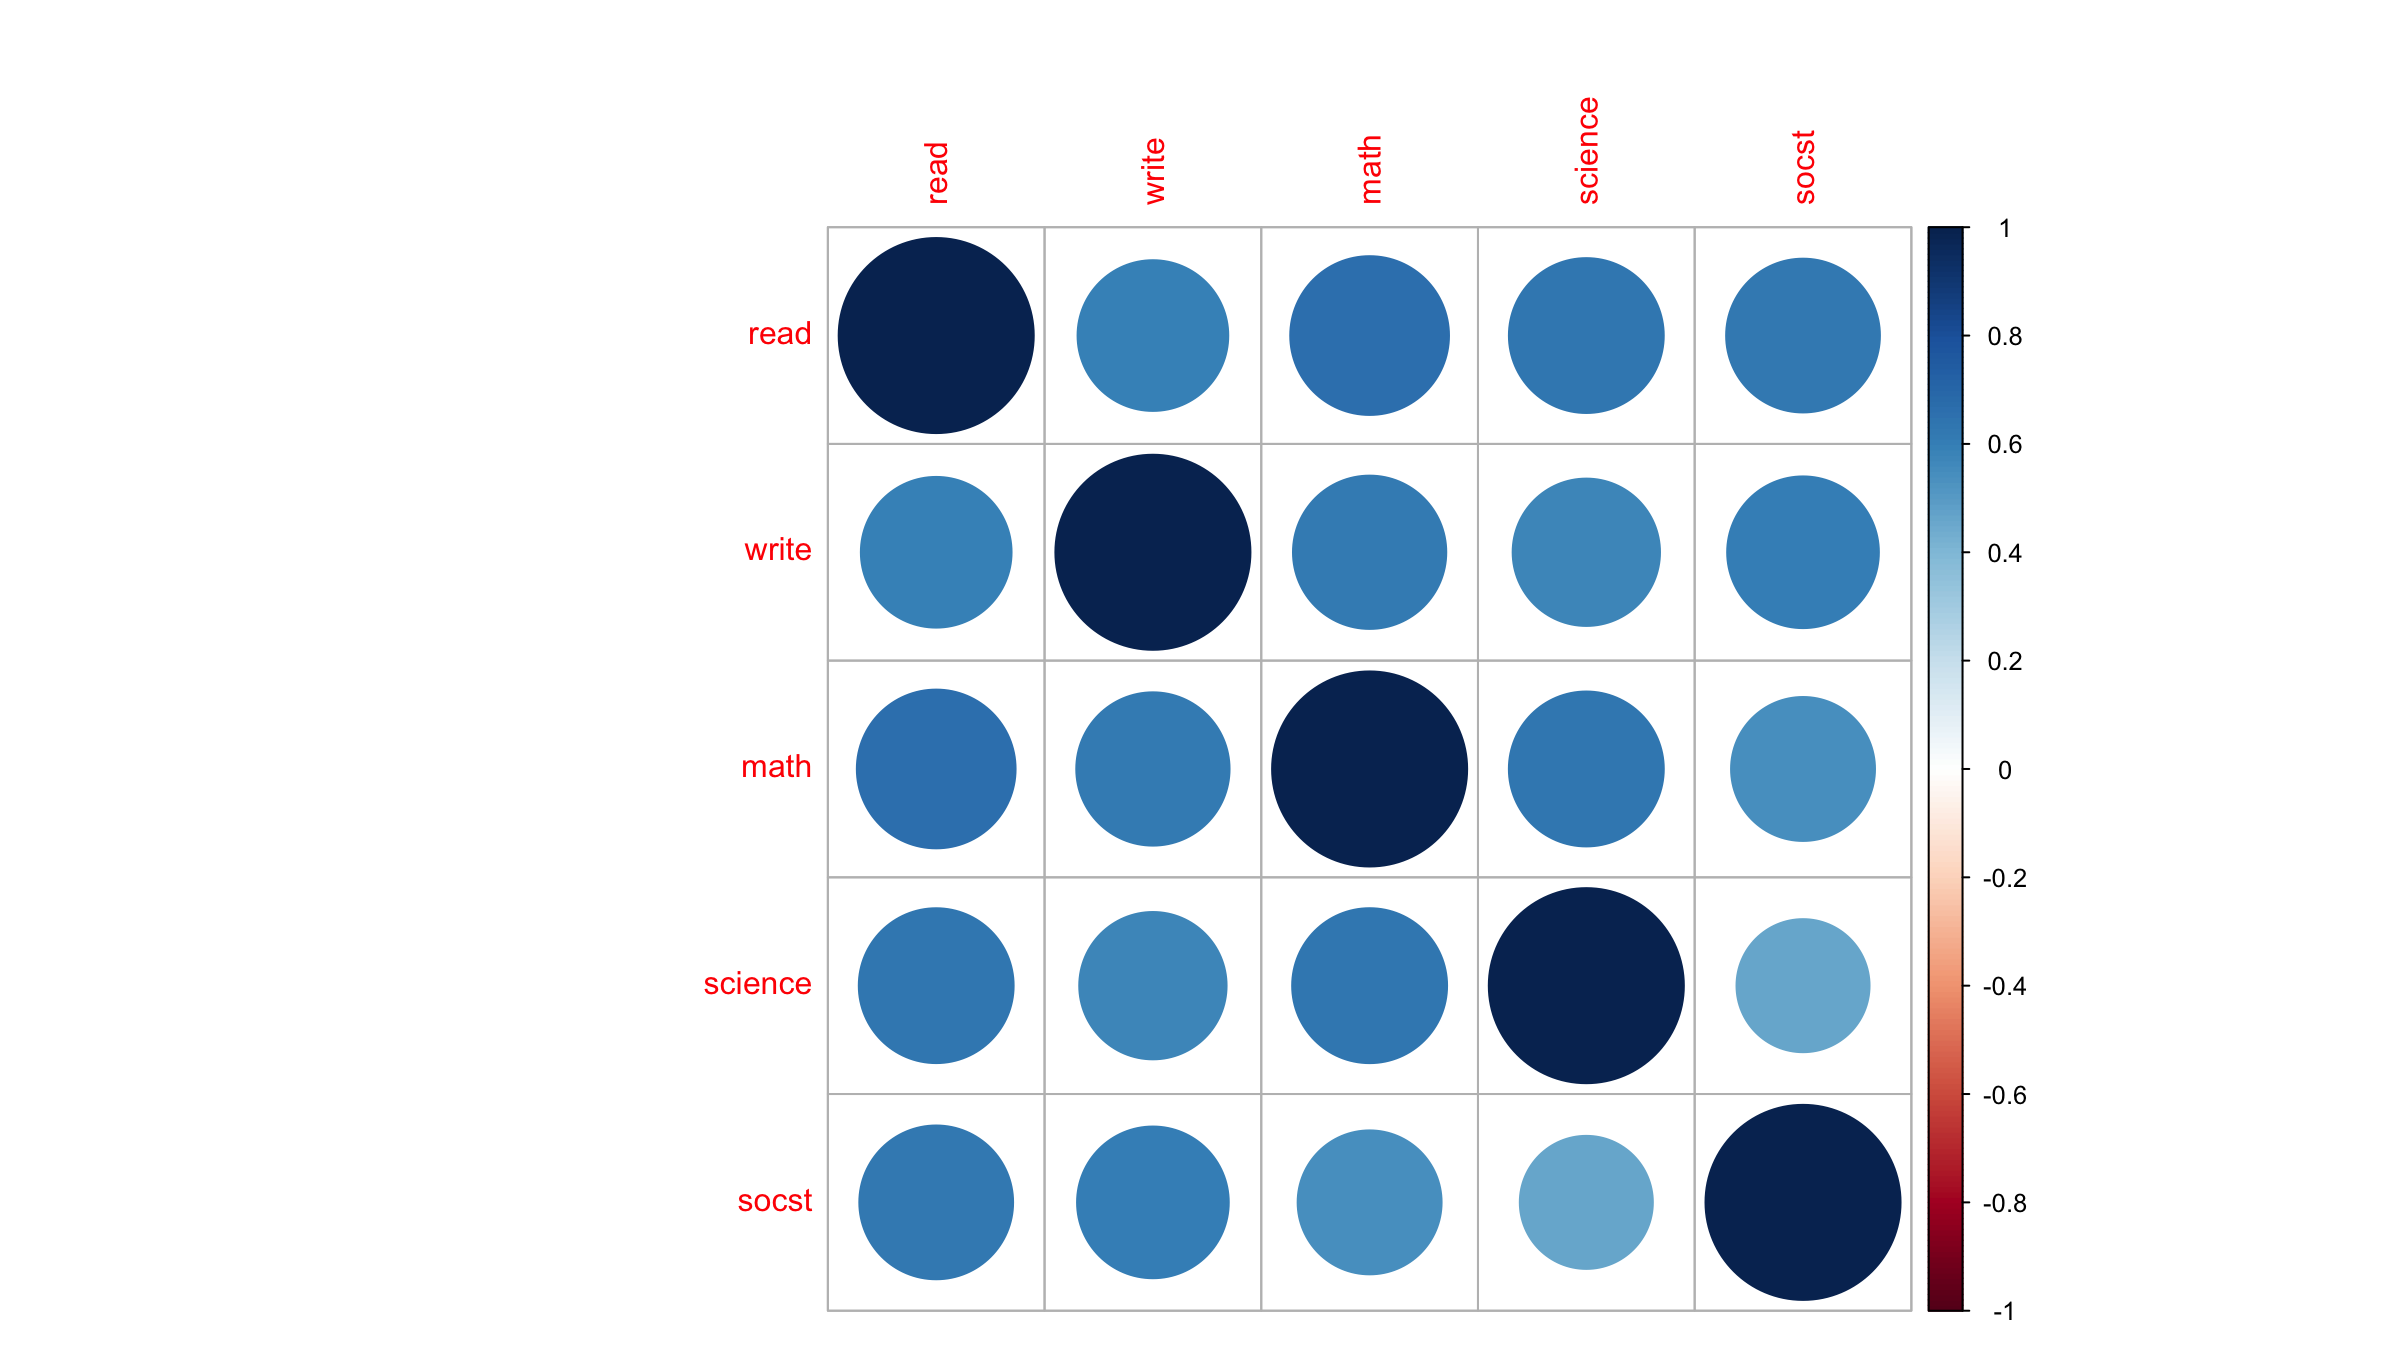 read
write
math
science
socst
read
write
math
science
socst
1
0.8
0.6
0.4
0.2
0
-0.2
-0.4
-0.6
-0.8
-1